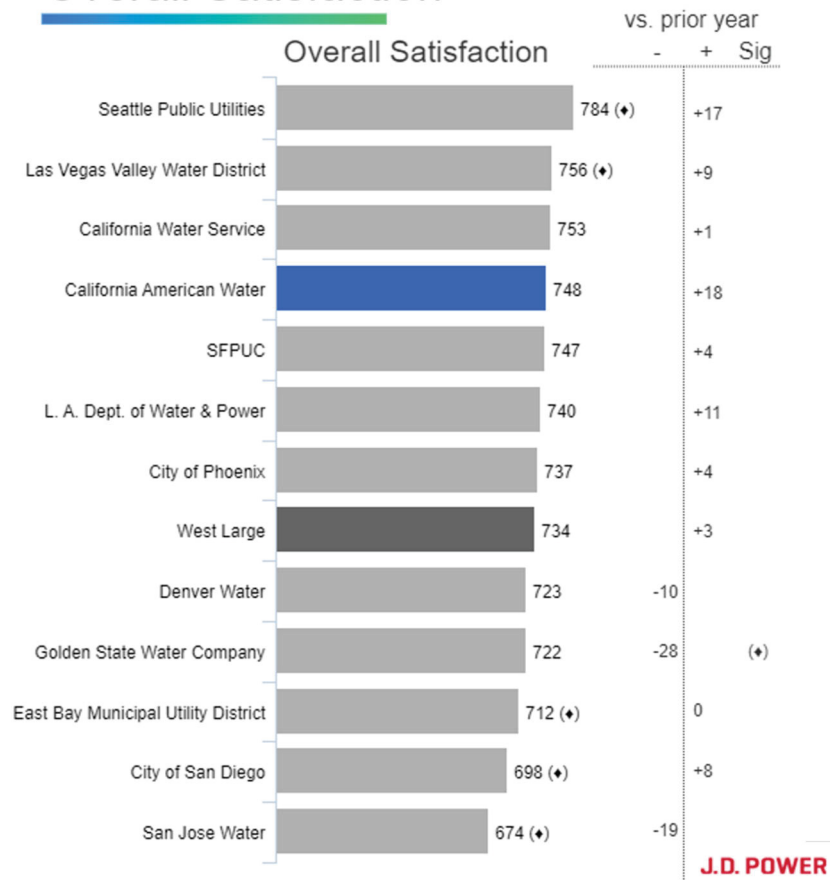 vs. prior year
Overall Satisfaction
- + Sig
Seattle Public Utilities 784 (♦) +17
Las Vegas Valley Water District 756 (♦) +9
California Water Service 753 +1
California American Water 748 +18
SFPUC 747 +4
L. A. Dept. of Water & Power 740 +11
City of Phoenix 737 +4
West Large 734 +3
Denver Water 723 -10
Golden State Water Company 722 -28 (♦)
East Bay Municipal Utility District 712 (♦) 0
City of San Diego 698 (♦) +8
San Jose Water 674 (♦) -19
J.D. POWER